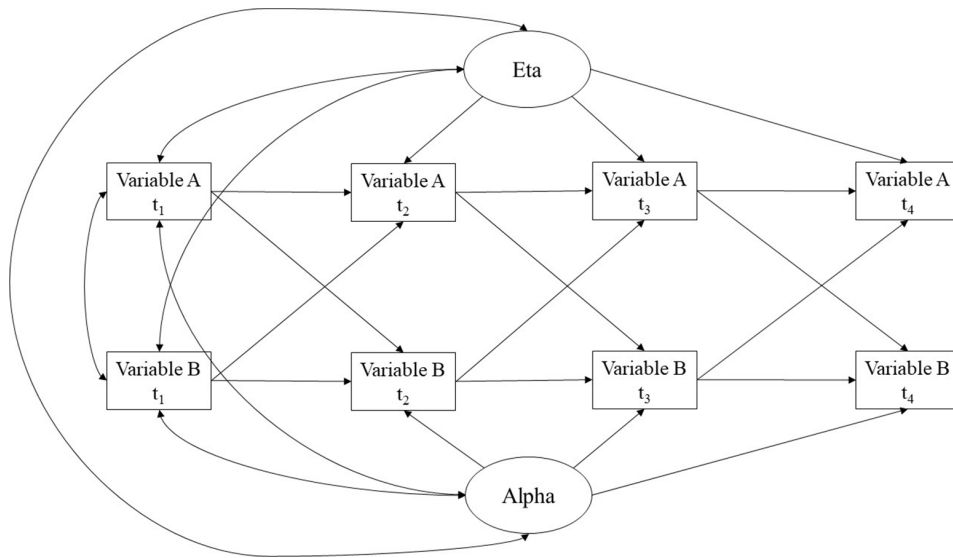 Eta
Variable A
t₁
Variable A
t₂
Variable A
t₃
Variable A
t₄
Variable B
t₁
Variable B
t₂
Variable B
t₃
Variable B
t₄
Alpha